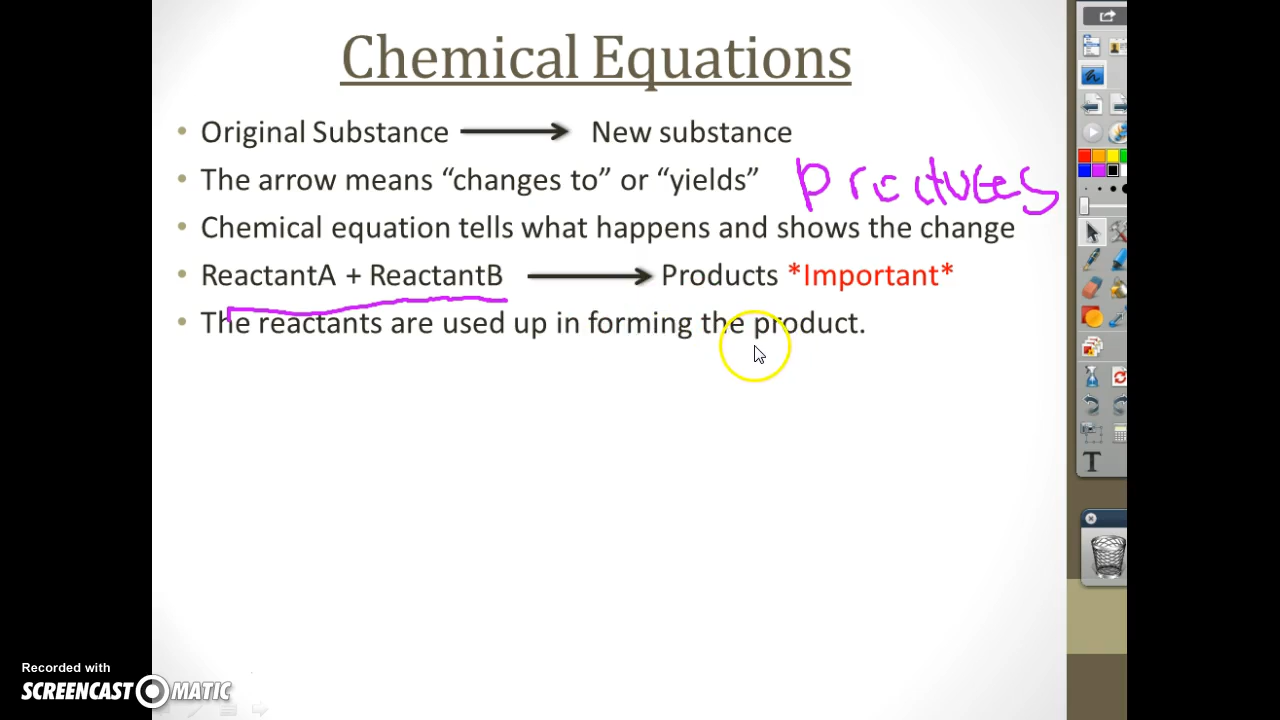 Chemical Equations
• Original Substance ⟶ New substance
• The arrow means “changes to” or “yields” produces
• Chemical equation tells what happens and shows the change
• ReactantA + ReactantB ⟶ Products *Important*
• The reactants are used up in forming the product.
T
Recorded with
SCREENCAST O MATIC